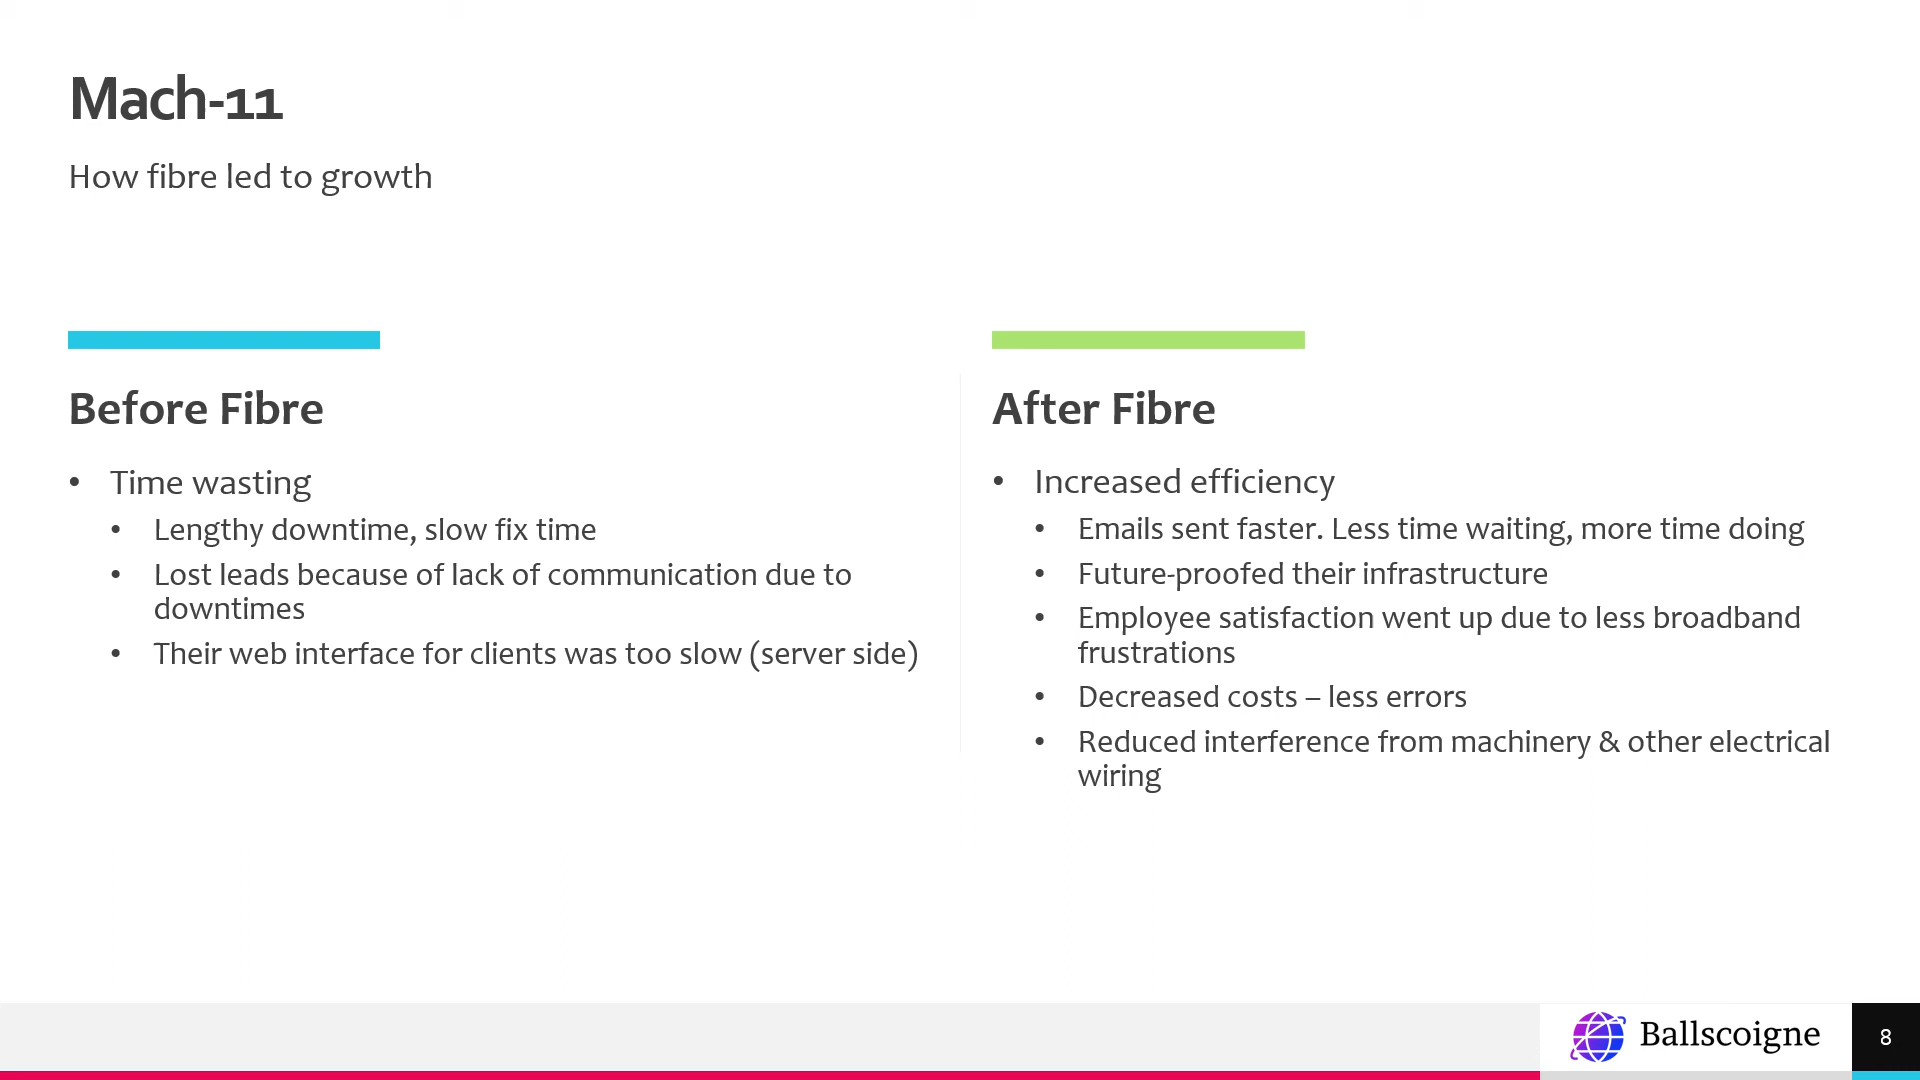 Mach-11
How fibre led to growth
Before Fibre
• Time wasting
• Lengthy downtime, slow fix time
• Lost leads because of lack of communication due to
downtimes
• Their web interface for clients was too slow (server side)
After Fibre
• Increased efficiency
• Emails sent faster. Less time waiting, more time doing
• Future-proofed their infrastructure
• Employee satisfaction went up due to less broadband
frustrations
• Decreased costs – less errors
• Reduced interference from machinery & other electrical
wiring
Ballscoigne
8